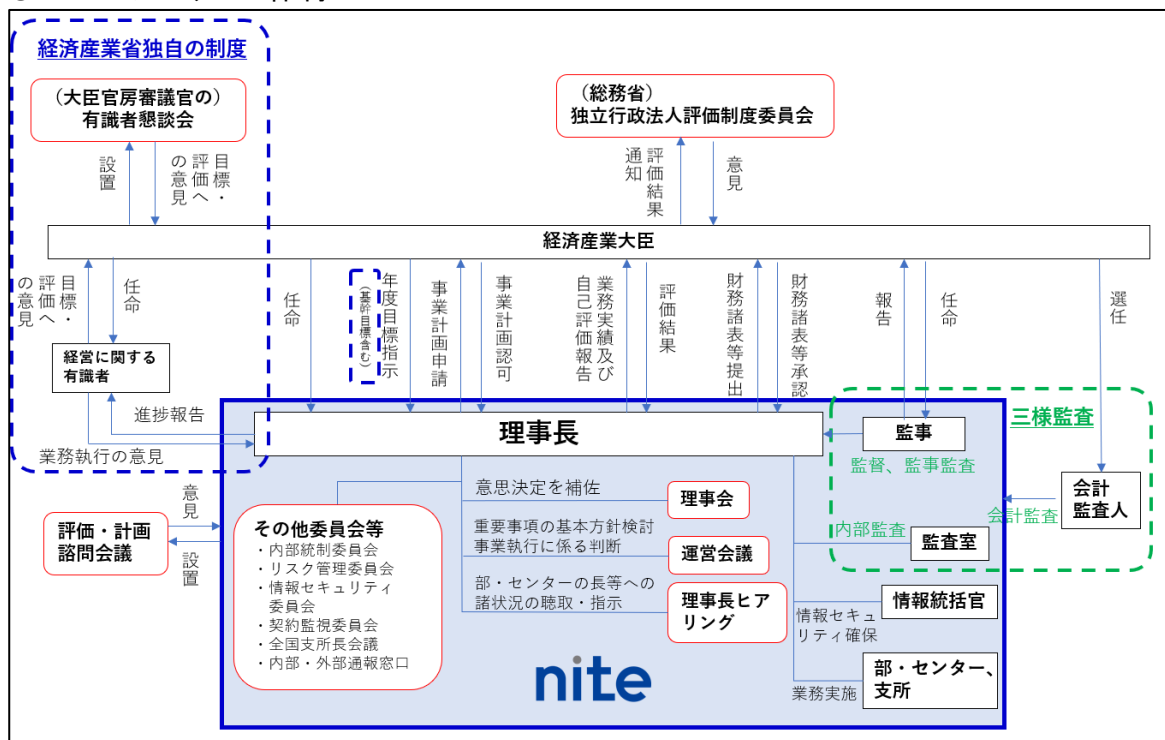 経済産業省独自の制度
(大臣官房審議官の)
有識者懇談会
(総務省)
独立行政法人評価制度委員会
設置
目標・
評価へ
の意見
評価結果
通知
意見
経済産業大臣
目標・
評価へ
の意見
任命
任命
年度目標指示
(基幹目標含む)
事業計画申請
事業計画認可
業務実績及び
自己評価報告
評価結果
財務諸表等提出
財務諸表等承認
報告
任命
選任
経営に関する
有識者
進捗報告
業務執行の意見
理事長
監事
三様監査
監督、監事監査
会計
監査人
会計監査
内部監査
監査室
意見
評価・計画
諮問会議
設置
その他委員会等
・内部統制委員会
・リスク管理委員会
・情報セキュリティ
委員会
・契約監視委員会
・全国支所長会議
・内部・外部通報窓口
意思決定を補佐
理事会
重要事項の基本方針検討
事業執行に係る判断
運営会議
部・センターの長等への
諸状況の聴取・指示
理事長ヒア
リング
情報統括官
情報セキュ
リティ確保
部・センター、
支所
業務実施
nite